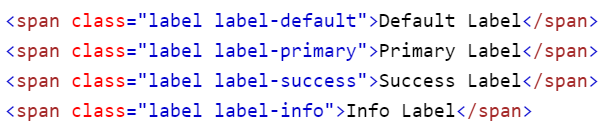 <span class="label label-default">Default Label</span>
<span class="label label-primary">Primary Label</span>
<span class="label label-success">Success Label</span>
<span class="label label-info">Info Label</span>